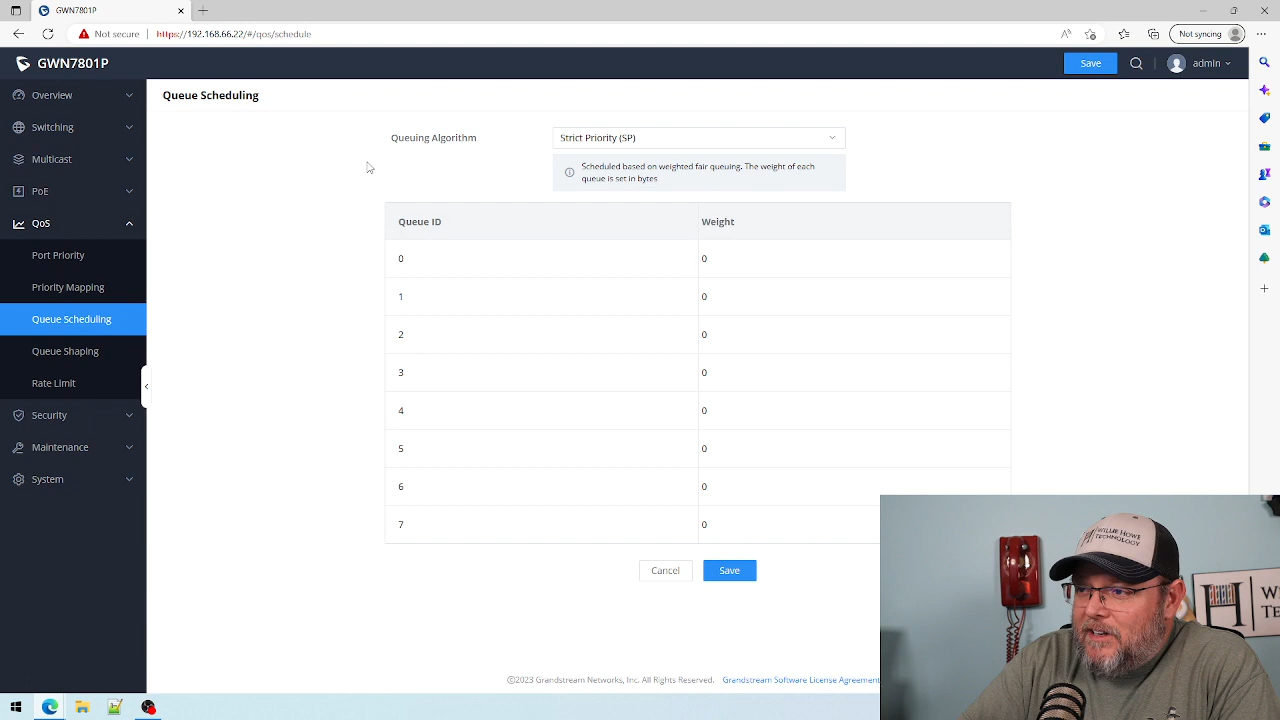 GWN7801P
Not secure
https://192.168.66.22/#/qos/schedule
Not syncing
GWN7801P
Save
admin
Overview
Switching
Multicast
PoE
QoS
Port Priority
Priority Mapping
Queue Scheduling
Queue Shaping
Rate Limit
Security
Maintenance
System
Queue Scheduling
Queuing Algorithm
Strict Priority (SP)
Scheduled based on weighted fair queuing. The weight of each
queue is set in bytes
Queue ID Weight
0 0
1 0
2 0
3 0
4 0
5 0
6 0
7 0
Cancel
Save
©2023 Grandstream Networks, Inc. All Rights Reserved. Grandstream Software License Agreement
WILLIE HOWE
TECHNOLOGY